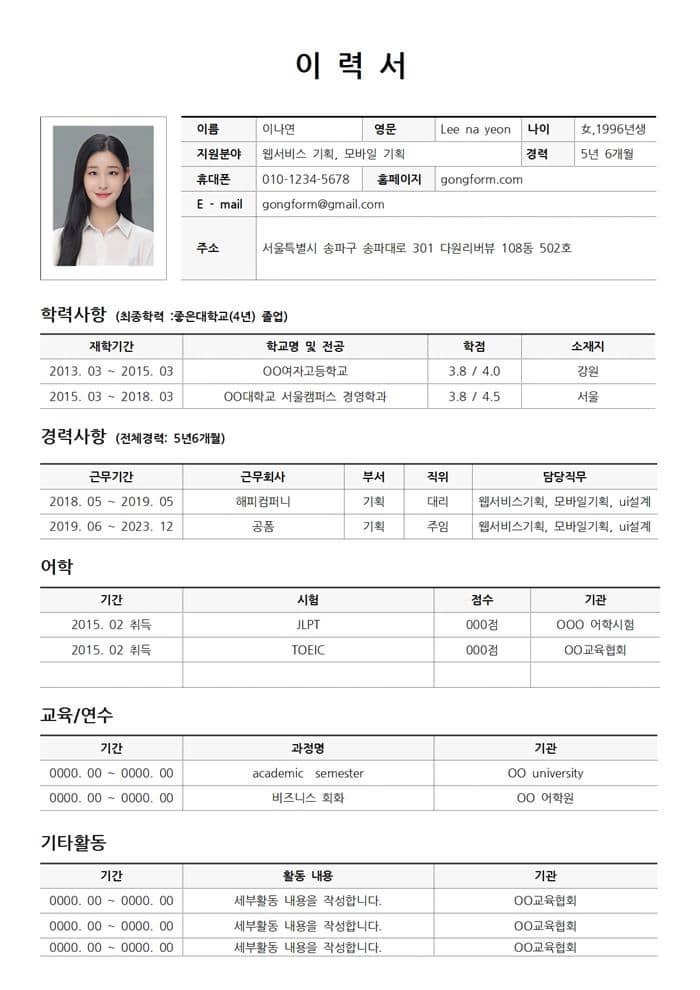 이 력 서
이름 이나연 영문 Lee na yeon 나이 女,1996년생
지원분야 웹서비스 기획, 모바일 기획 경력 5년 6개월
휴대폰 010-1234-5678 홈페이지 gongform.com
E - mail gongform@gmail.com
주소 서울특별시 송파구 송파대로 301 다원리버뷰 108동 502호
학력사항 (최종학력 :좋은대학교(4년) 졸업)
재학기간 학교명 및 전공 학점 소재지
2013. 03 ~ 2015. 03 OO여자고등학교 3.8 / 4.0 강원
2015. 03 ~ 2018. 03 OO대학교 서울캠퍼스 경영학과 3.8 / 4.5 서울
경력사항 (전체경력: 5년6개월)
근무기간 근무회사 부서 직위 담당직무
2018. 05 ~ 2019. 05 해피컴퍼니 기획 대리 웹서비스기획, 모바일기획, ui설계
2019. 06 ~ 2023. 12 공폼 기획 주임 웹서비스기획, 모바일기획, ui설계
어학
기간 시험 점수 기관
2015. 02 취득 JLPT 000점 OOO 어학시험
2015. 02 취득 TOEIC 000점 OO교육협회
교육/연수
기간 과정명 기관
0000. 00 ~ 0000. 00 academic semester OO university
0000. 00 ~ 0000. 00 비즈니스 회화 OO 어학원
기타활동
기간 활동 내용 기관
0000. 00 ~ 0000. 00 세부활동 내용을 작성합니다. OO교육협회
0000. 00 ~ 0000. 00 세부활동 내용을 작성합니다. OO교육협회
0000. 00 ~ 0000. 00 세부활동 내용을 작성합니다. OO교육협회